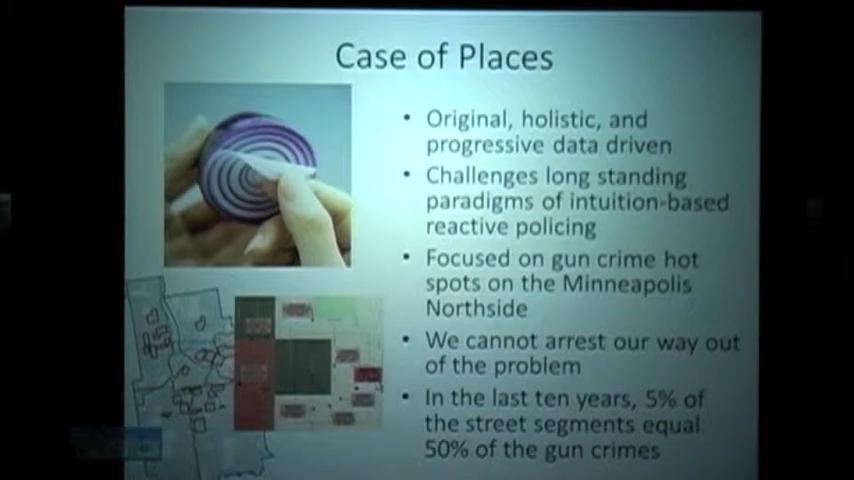 Case of Places
• Original, holistic, and
progressive data driven
• Challenges long standing
paradigms of intuition-based
reactive policing
• Focused on gun crime hot
spots on the Minneapolis
Northside
• We cannot arrest our way out
of the problem
• In the last ten years, 5% of
the street segments equal
50% of the gun crimes